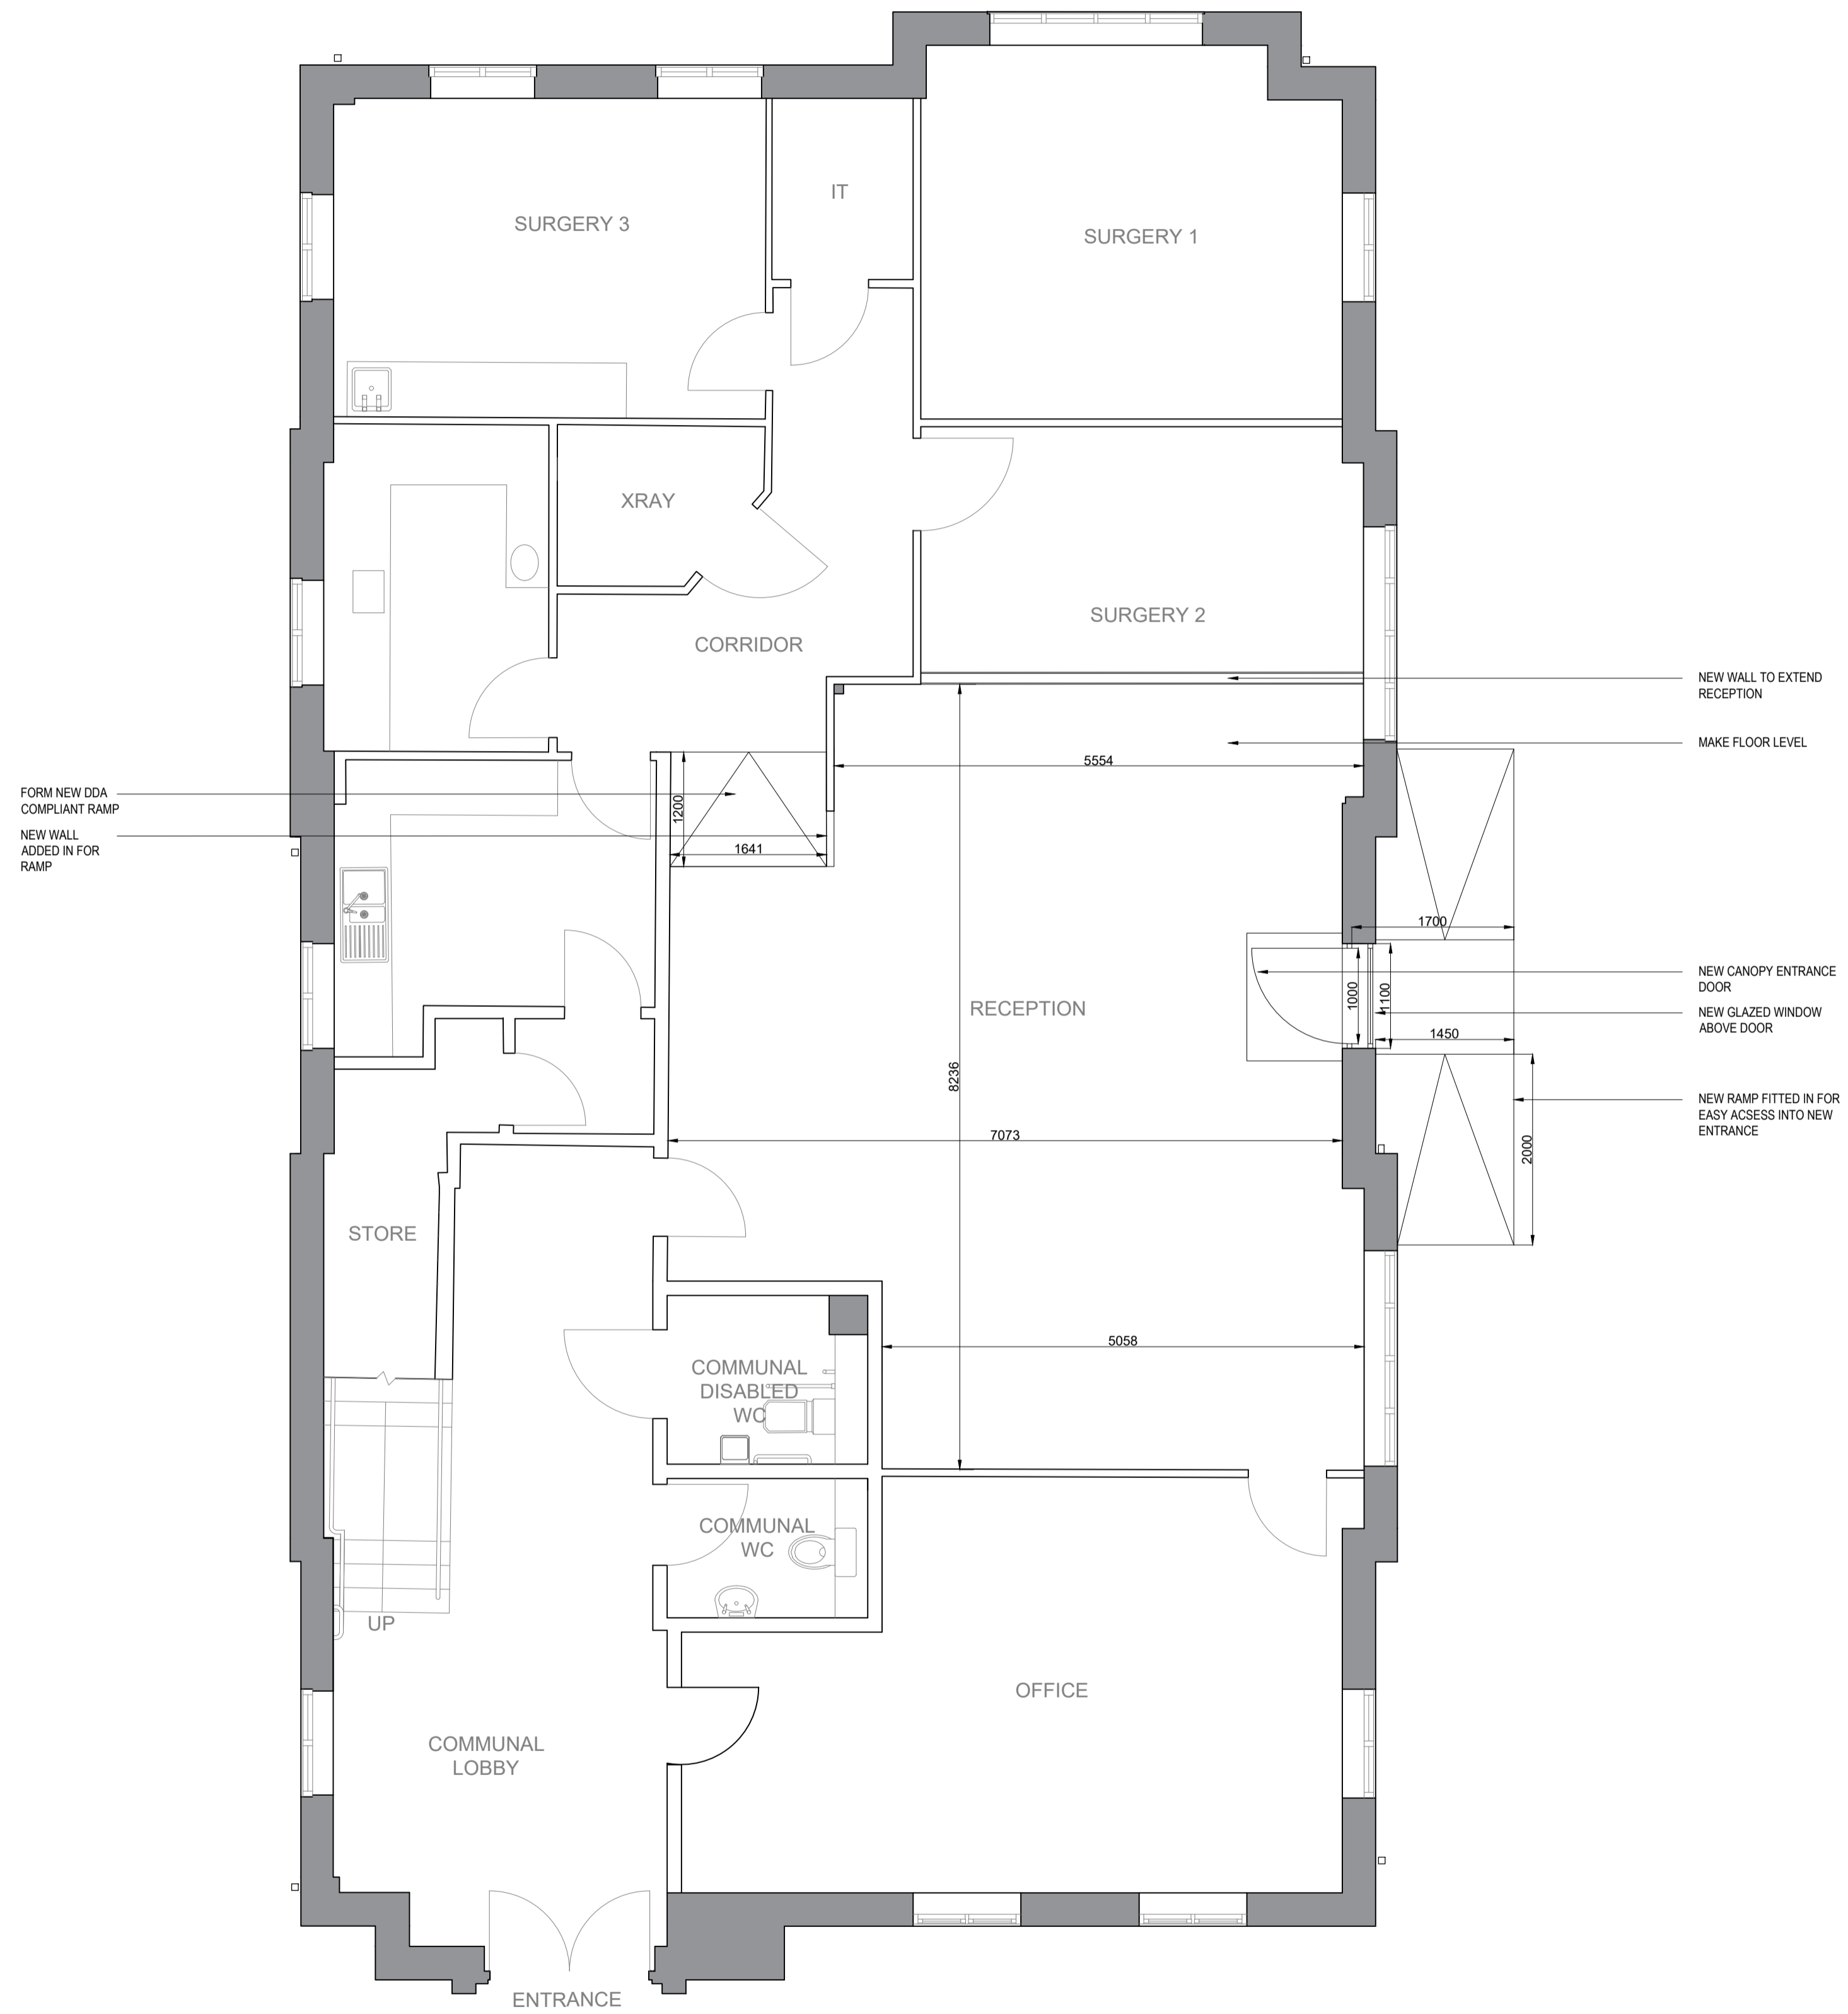 SURGERY 3
IT
SURGERY 1
XRAY
SURGERY 2
CORRIDOR
NEW WALL TO EXTEND
RECEPTION
MAKE FLOOR LEVEL
5554
FORM NEW DDA
COMPLIANT RAMP
1200
NEW WALL
ADDED IN FOR
RAMP
1641
1700
NEW CANOPY ENTRANCE
DOOR
1000
1100
RECEPTION
NEW GLAZED WINDOW
ABOVE DOOR
1450
8236
NEW RAMP FITTED IN FOR
EASY ACSESS INTO NEW
ENTRANCE
7073
2000
STORE
5058
COMMUNAL
DISABLED
WC
COMMUNAL
WC
UP
OFFICE
COMMUNAL
LOBBY
ENTRANCE